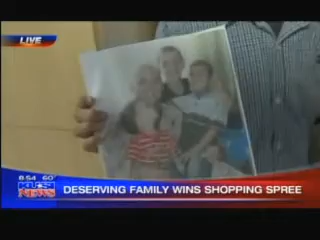 LIVE
8:54 60°
KUSI
NEWS
DESERVING FAMILY WINS SHOPPING SPREE